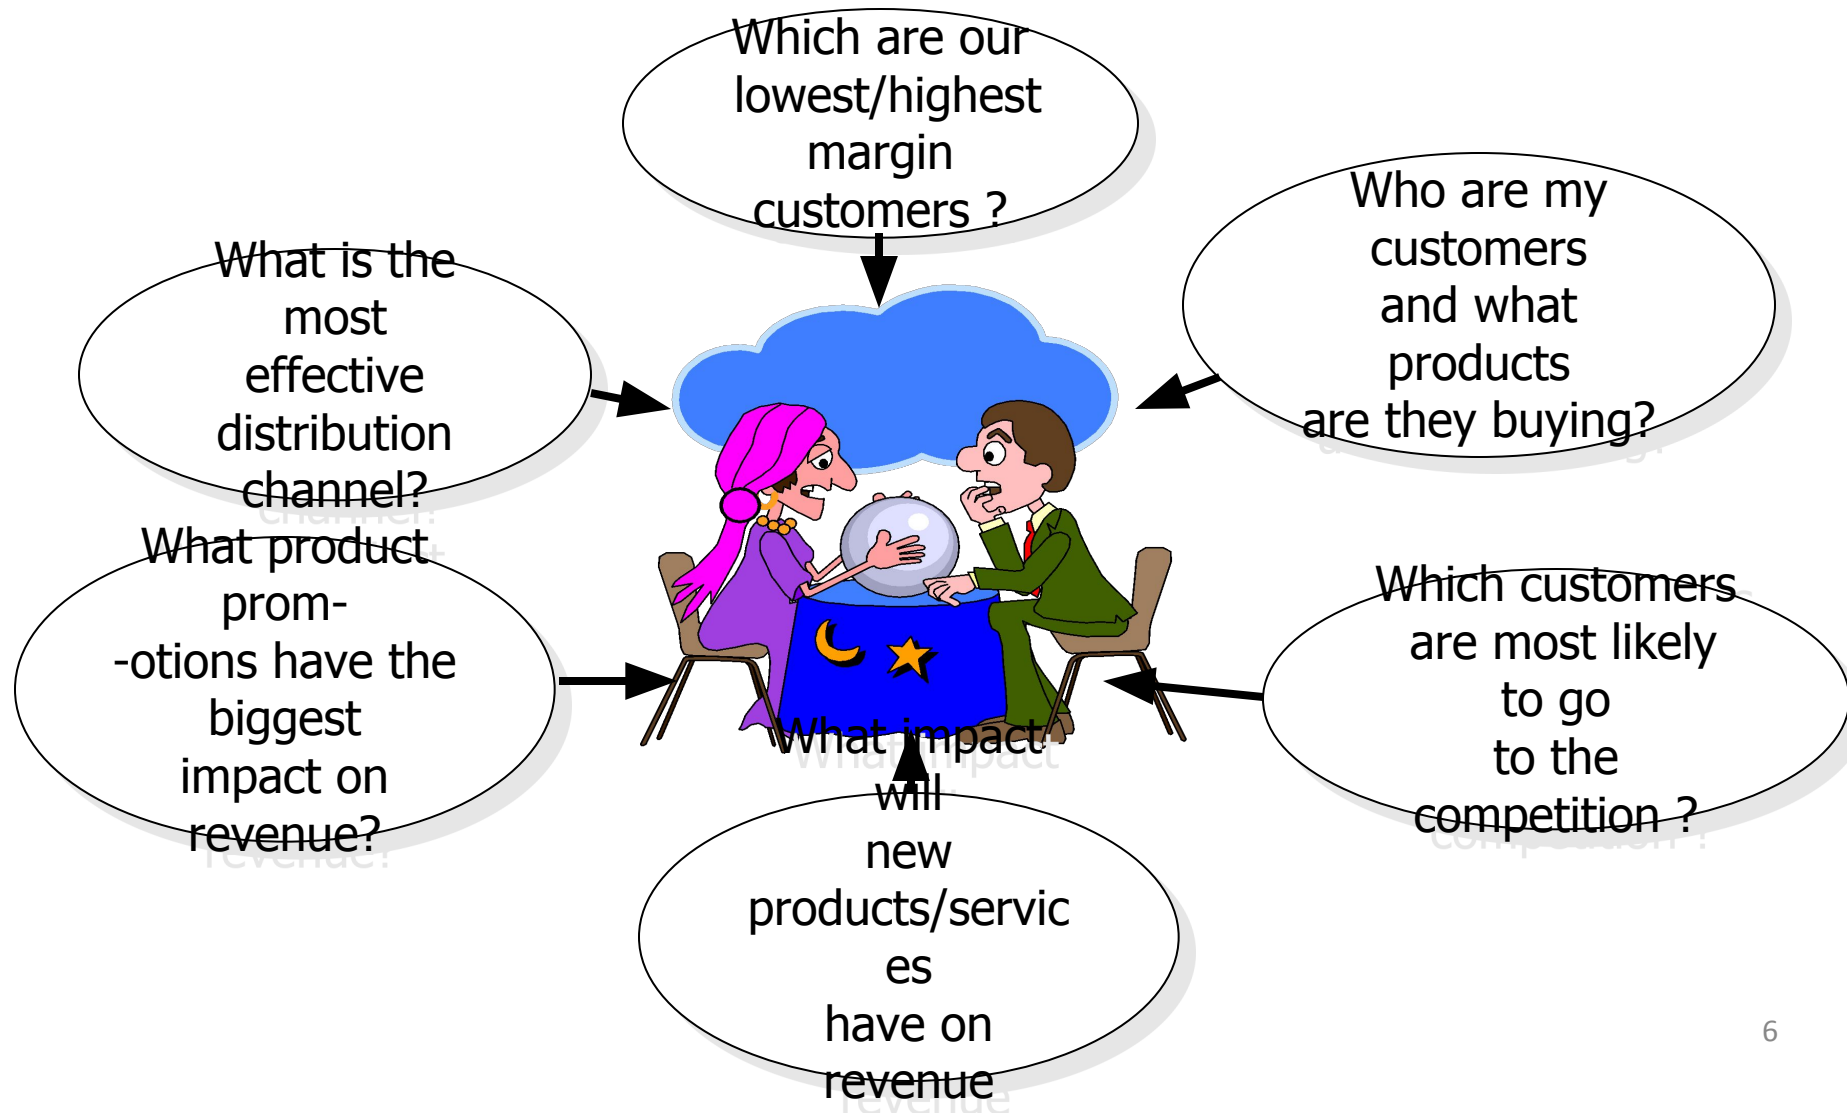 Which are our
lowest/highest
margin
customers ?
Who are my
customers
and what
products
are they buying?
What is the
most
effective
distribution
channel?
What product
prom-
-otions have the
biggest
impact on
revenue?
Which customers
are most likely
to go
to the
competition ?
What impact
will
new
products/servic
es
have on
revenue
6